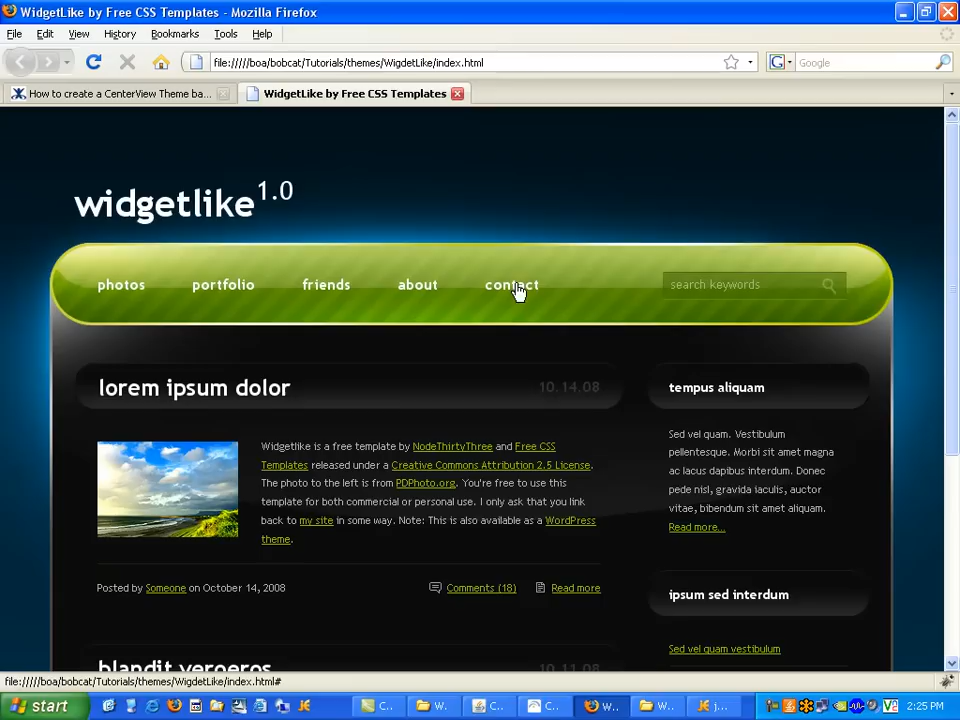 WidgetLike by Free CSS Templates - Mozilla Firefox
File Edit View History Bookmarks Tools Help
file://///boa/bobcat/Tutorials/themes/WigdetLike/index.html
Google
How to create a CenterView Theme ba...
WidgetLike by Free CSS Templates
widgetlike 1.0
photos portfolio friends about contact
search keywords
lorem ipsum dolor
10.14.08
Widgetlike is a free template by NodeThirtyThree and Free CSS
Templates released under a Creative Commons Attribution 2.5 License.
The photo to the left is from PDPhoto.org. You're free to use this
template for both commercial or personal use. I only ask that you link
back to my site in some way. Note: This is also available as a WordPress
theme.
Posted by Someone on October 14, 2008
Comments (18)
Read more
blandit veroeros
10.11.08
tempus aliquam
Sed vel quam. Vestibulum
pellentesque. Morbi sit amet magna
ac lacus dapibus interdum. Donec
pede nisl, gravida iaculis, auctor
vitae, bibendum sit amet aliquam.
Read more...
ipsum sed interdum
Sed vel quam vestibulum
file://///boa/bobcat/Tutorials/themes/WigdetLike/index.html#
start
C...
W...
C...
C...
W...
W...
j...
2:25 PM